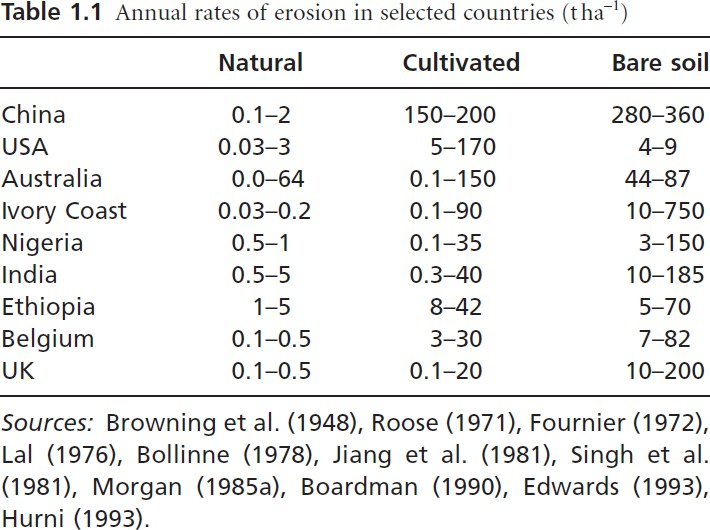 Table 1.1 Annual rates of erosion in selected countries (t ha⁻¹)
Natural Cultivated Bare soil
China 0.1–2 150–200 280–360
USA 0.03–3 5–170 4–9
Australia 0.0–64 0.1–150 44–87
Ivory Coast 0.03–0.2 0.1–90 10–750
Nigeria 0.5–1 0.1–35 3–150
India 0.5–5 0.3–40 10–185
Ethiopia 1–5 8–42 5–70
Belgium 0.1–0.5 3–30 7–82
UK 0.1–0.5 0.1–20 10–200
Sources: Browning et al. (1948), Roose (1971), Fournier (1972),
Lal (1976), Bollinne (1978), Jiang et al. (1981), Singh et al.
(1981), Morgan (1985a), Boardman (1990), Edwards (1993),
Hurni (1993).